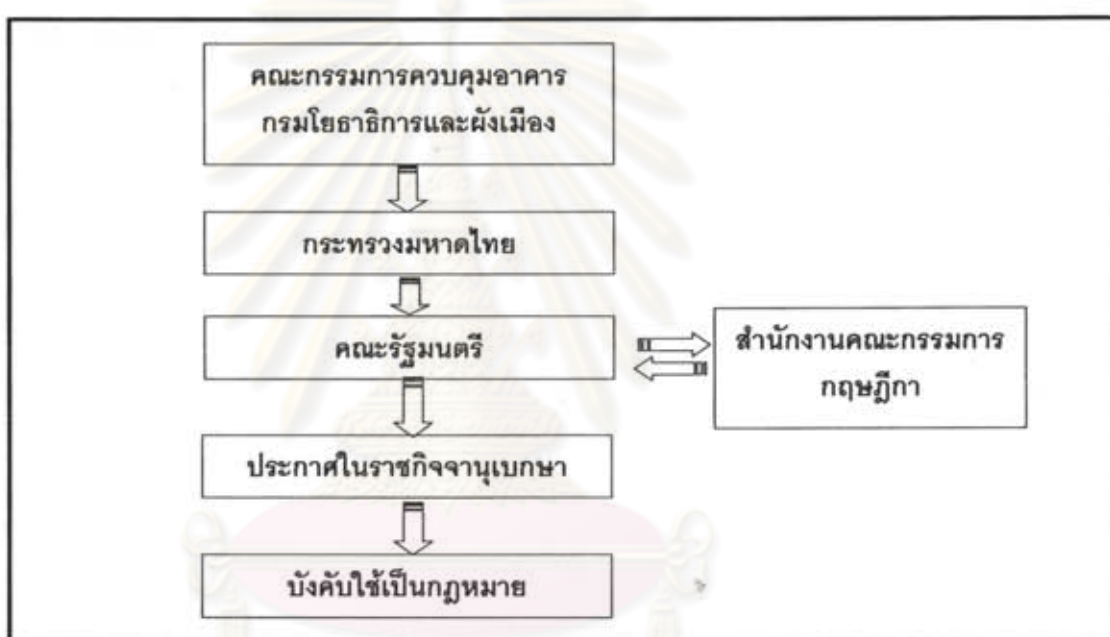 คณะกรรมการควบคุมอาคาร
กรมโยธาธิการและผังเมือง
กระทรวงมหาดไทย
คณะรัฐมนตรี
สำนักงานคณะกรรมการ
กฤษฎีกา
ประกาศในราชกิจจานุเบกษา
บังคับใช้เป็นกฎหมาย